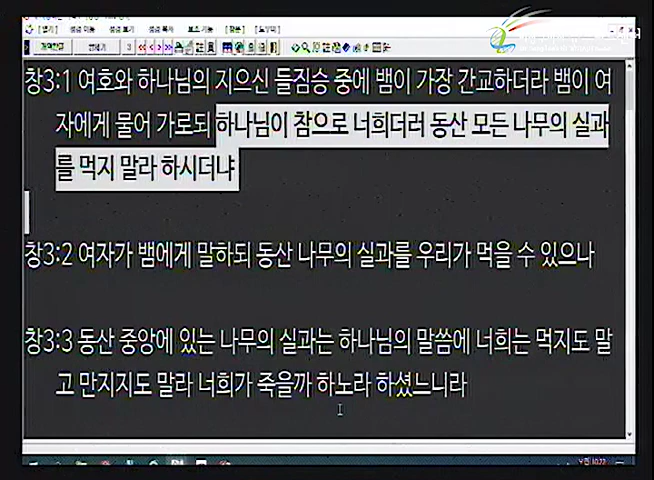 창3:1 여호와 하나님의 지으신 들짐승 중에 뱀이 가장 간교하더라 뱀이 여
자에게 물어 가로되 하나님이 참으로 너희더러 동산 모든 나무의 실과
를 먹지 말라 하시더냐
창3:2 여자가 뱀에게 말하되 동산 나무의 실과를 우리가 먹을 수 있으나
창3:3 동산 중앙에 있는 나무의 실과는 하나님의 말씀에 너희는 먹지도 말
고 만지지도 말라 너희가 죽을까 하노라 하셨느니라